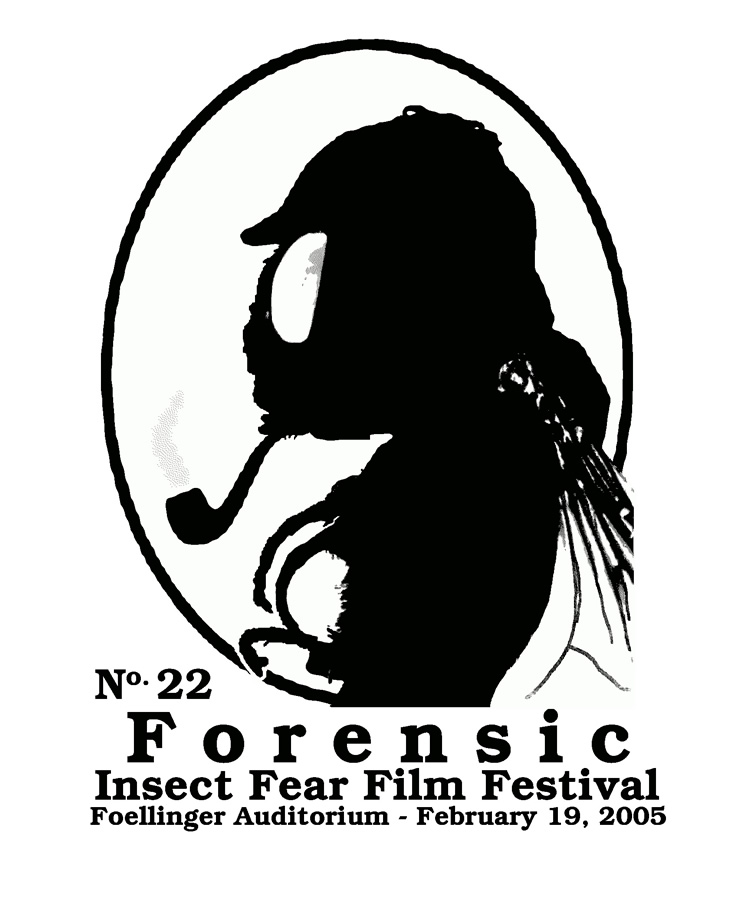 No. 22
Forensic
Insect Fear Film Festival
Foellinger Auditorium - February 19, 2005